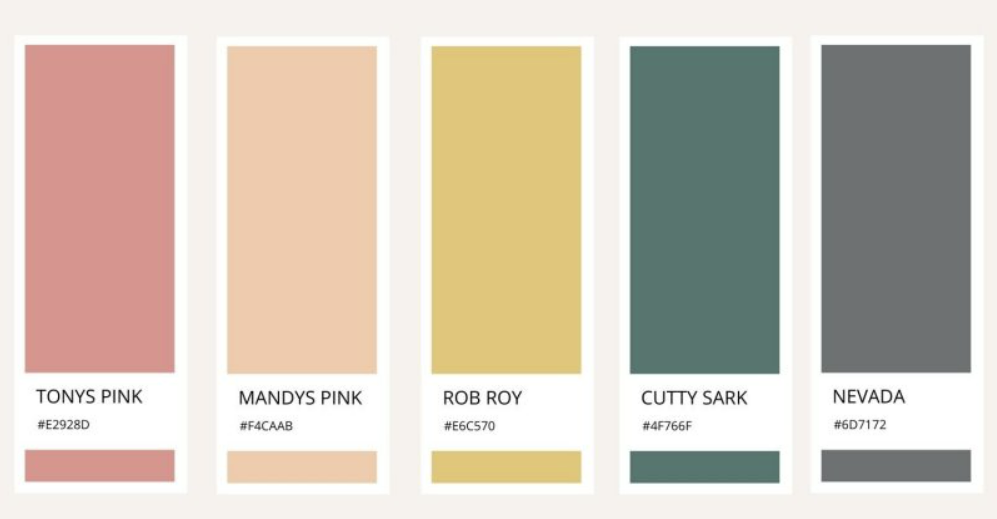 TONYS PINK
#E2928D
MANDYS PINK
#F4CAAB
ROB ROY
#E6C570
CUTTY SARK
#4F766F
NEVADA
#6D7172